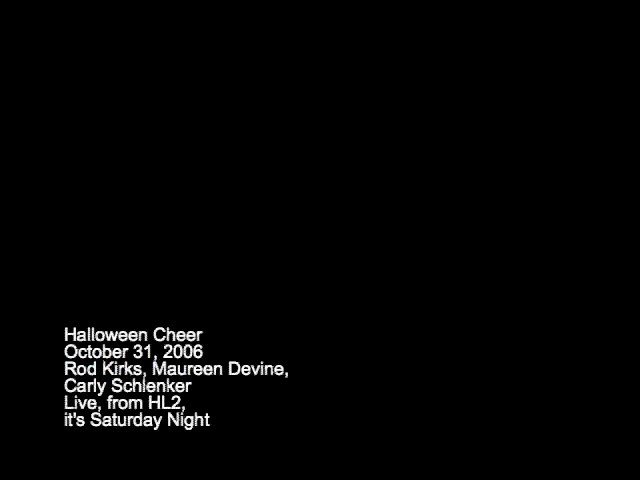 Halloween Cheer
October 31, 2006
Rod Kirks, Maureen Devine,
Carly Schlenker
Live, from HL2,
it's Saturday Night